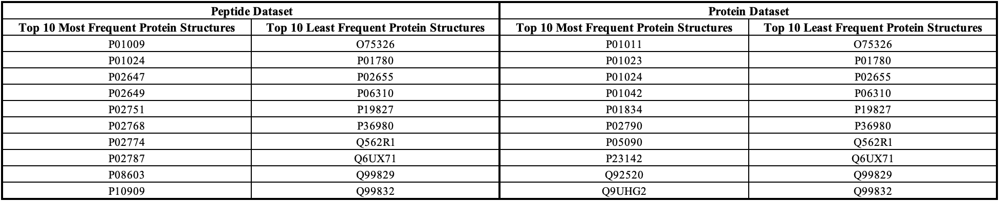 Peptide Dataset Protein Dataset
Top 10 Most Frequent Protein Structures Top 10 Least Frequent Protein Structures Top 10 Most Frequent Protein Structures Top 10 Least Frequent Protein Structures
P01009 O75326 P01011 O75326
P01024 P01780 P01023 P01780
P02647 P02655 P01024 P02655
P02649 P06310 P01042 P06310
P02751 P19827 P01834 P19827
P02768 P36980 P02790 P36980
P02774 Q562R1 P05090 Q562R1
P02787 Q6UX71 P23142 Q6UX71
P08603 Q99829 Q92520 Q99829
P10909 Q99832 Q9UHG2 Q99832